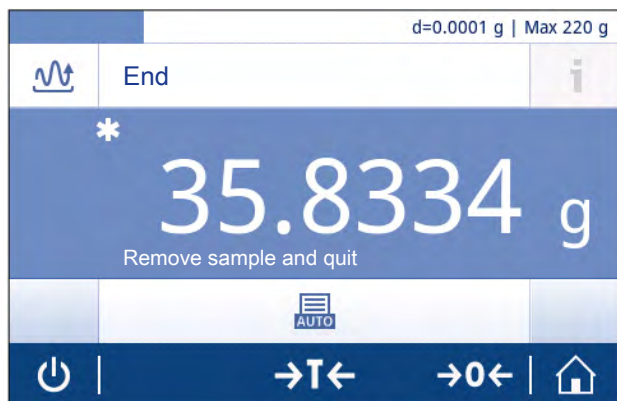 d=0.0001 g | Max 220 g
End
i
* 35.8334 g
Remove sample and quit
AUTO
→T← →0←